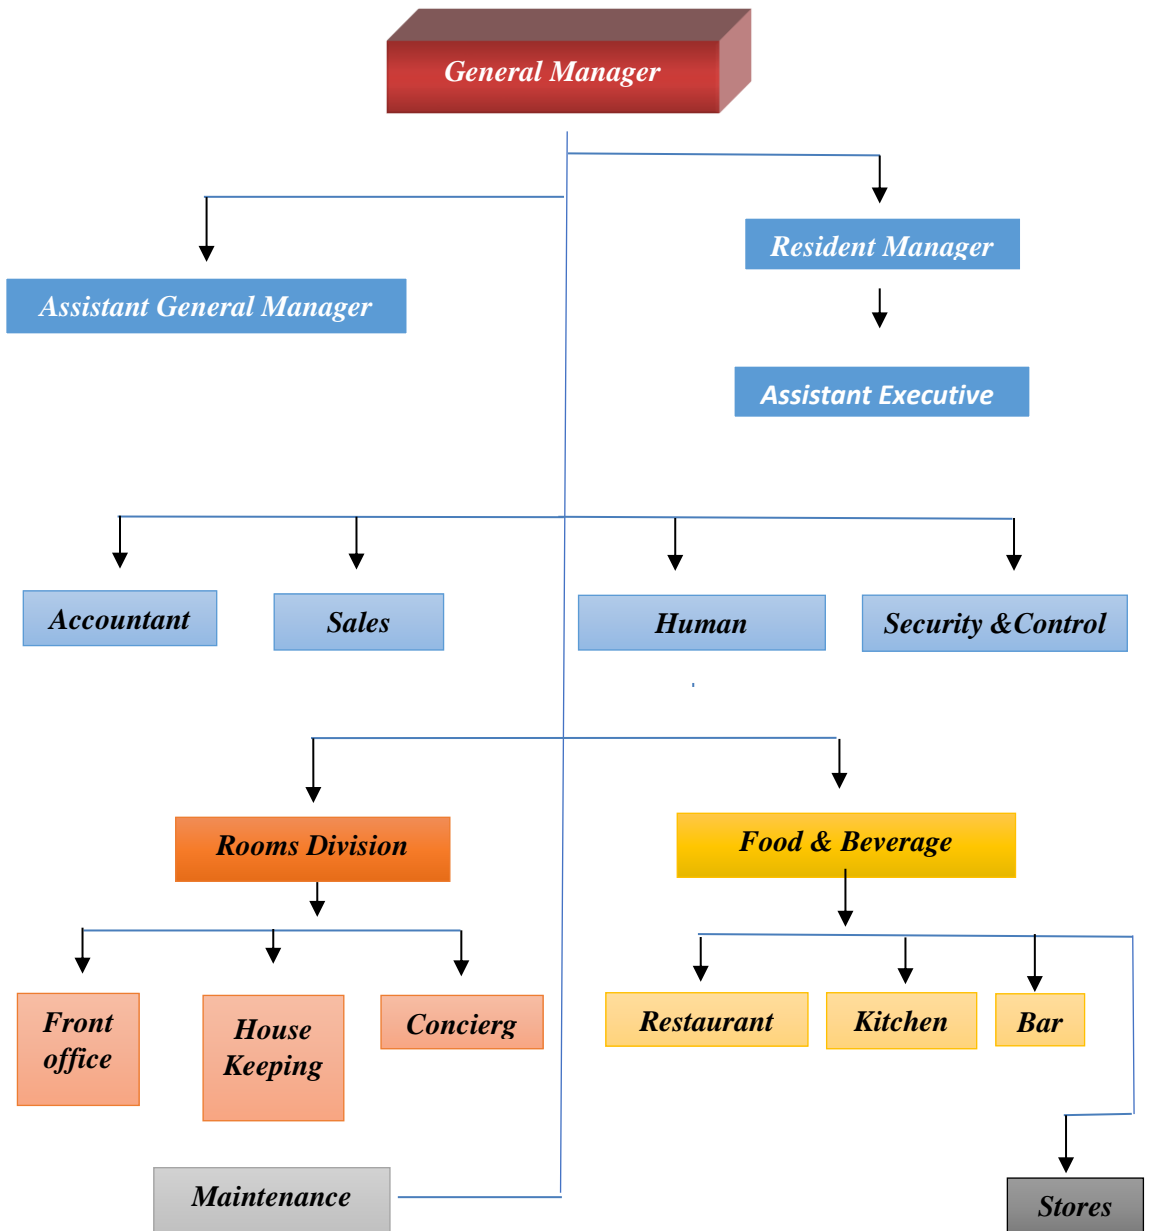 General Manager
Resident Manager
Assistant General Manager
Assistant Executive
Accountant
Sales
Human
Security &Control
Rooms Division
Food & Beverage
Front
office
House
Keeping
Concierg
Restaurant
Kitchen
Bar
Maintenance
Stores